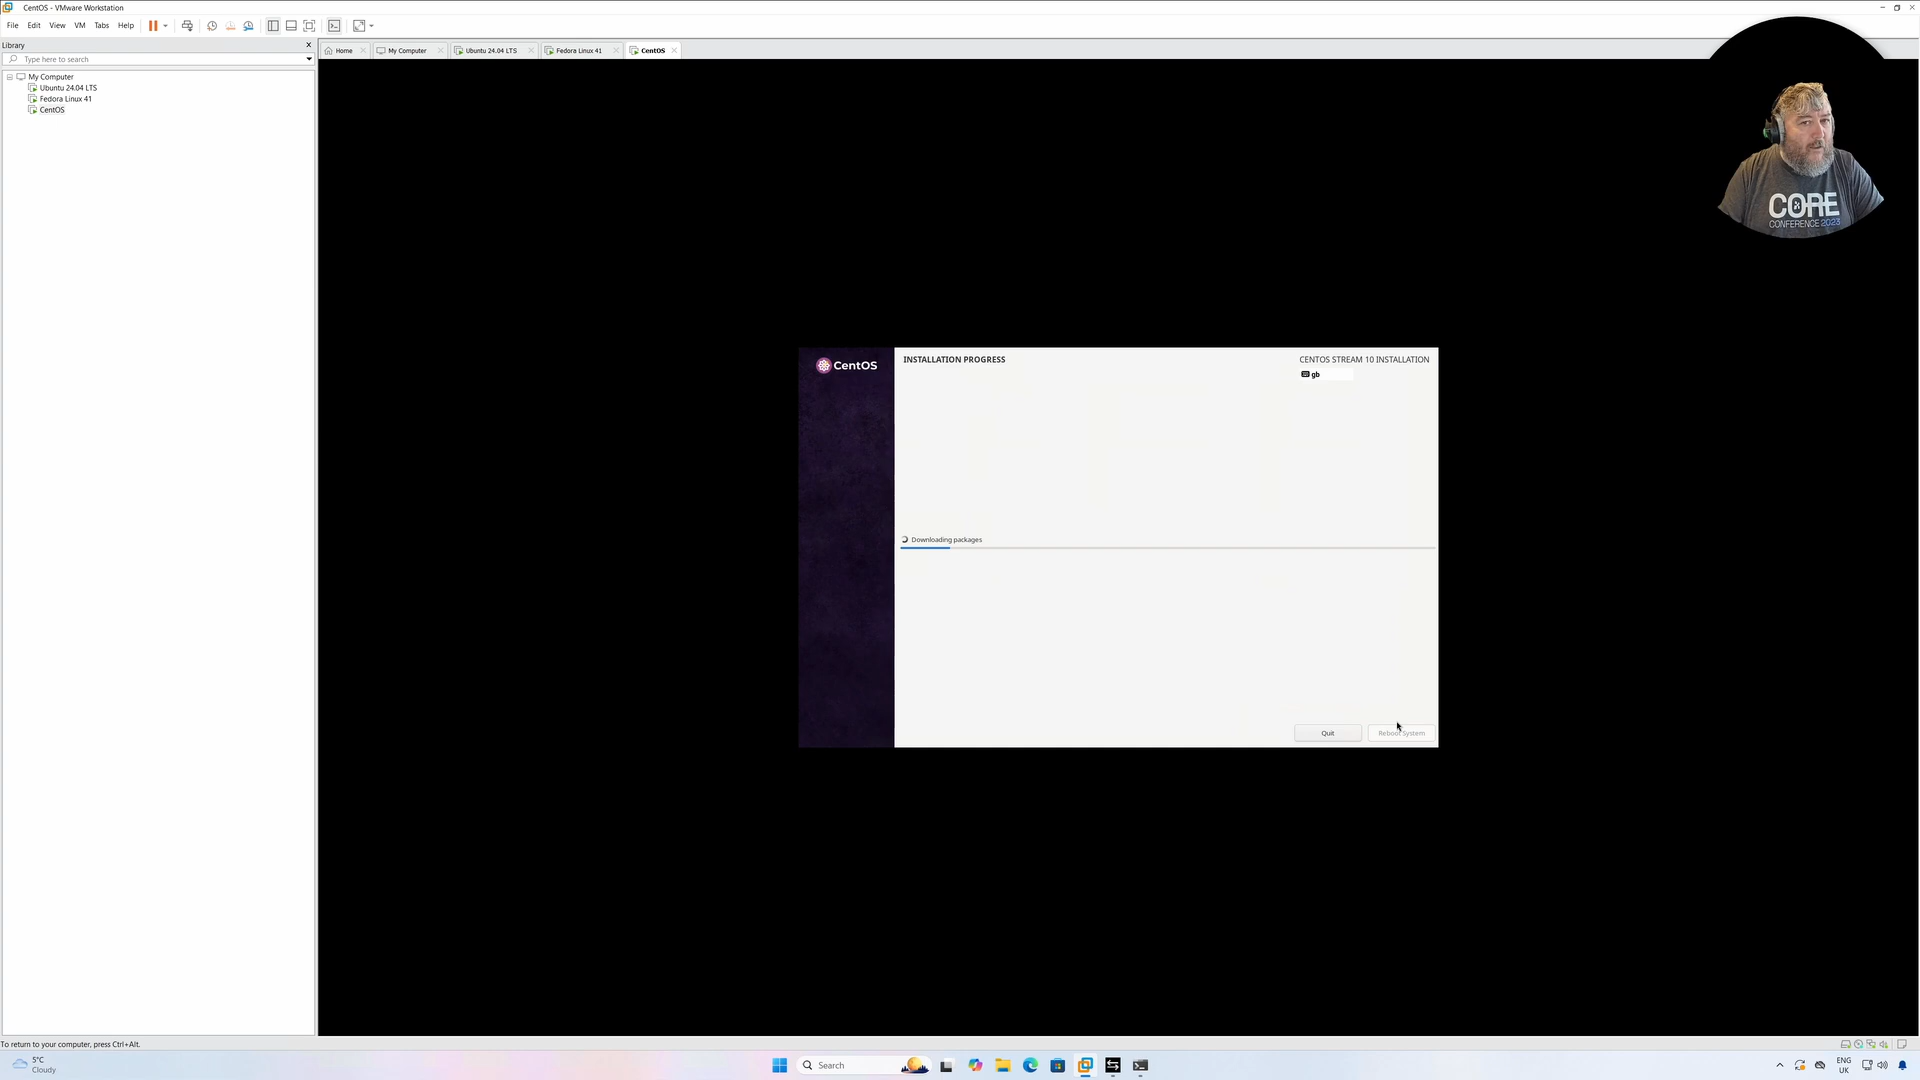 CentOS - VMware Workstation
File Edit View VM Tabs Help
Library
Type here to search
My Computer
Ubuntu 24.04 LTS
Fedora Linux 41
CentOS
Home
My Computer
Ubuntu 24.04 LTS
Fedora Linux 41
CentOS
CORE
CONFERENCE 2023
CentOS
INSTALLATION PROGRESS
CENTOS STREAM 10 INSTALLATION
gb
Downloading packages
Quit
Reboot System
To return to your computer, press Ctrl+Alt.
5°C
Cloudy
Search
ENG
UK